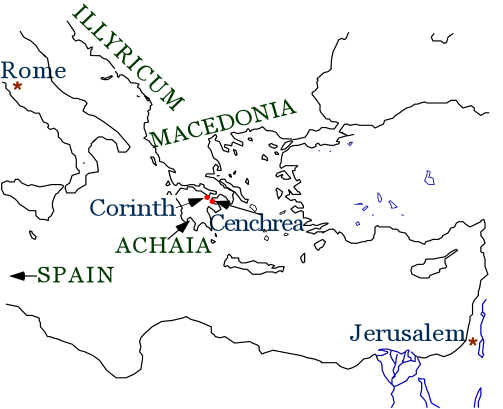 ILLYRICUM
Rome
MACEDONIA
Corinth
Cenchrea
ACHAIA
SPAIN
Jerusalem